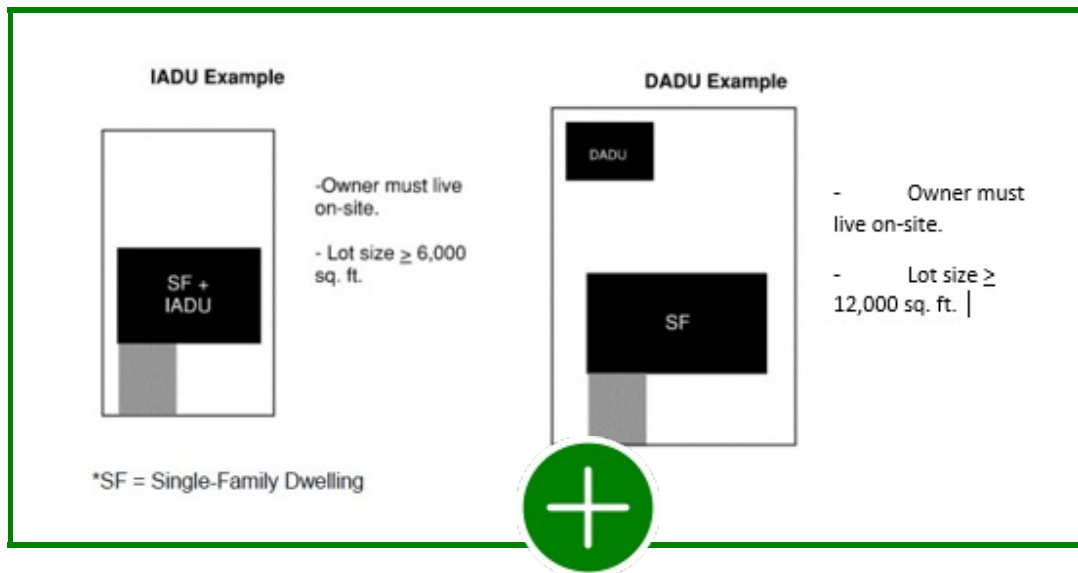 IADU Example
SF +
IADU
-Owner must live
on-site.
- Lot size ≥ 6,000
sq. ft.
*SF = Single-Family Dwelling
DADU Example
DADU
SF
- Owner must
live on-site.
- Lot size ≥
12,000 sq. ft.